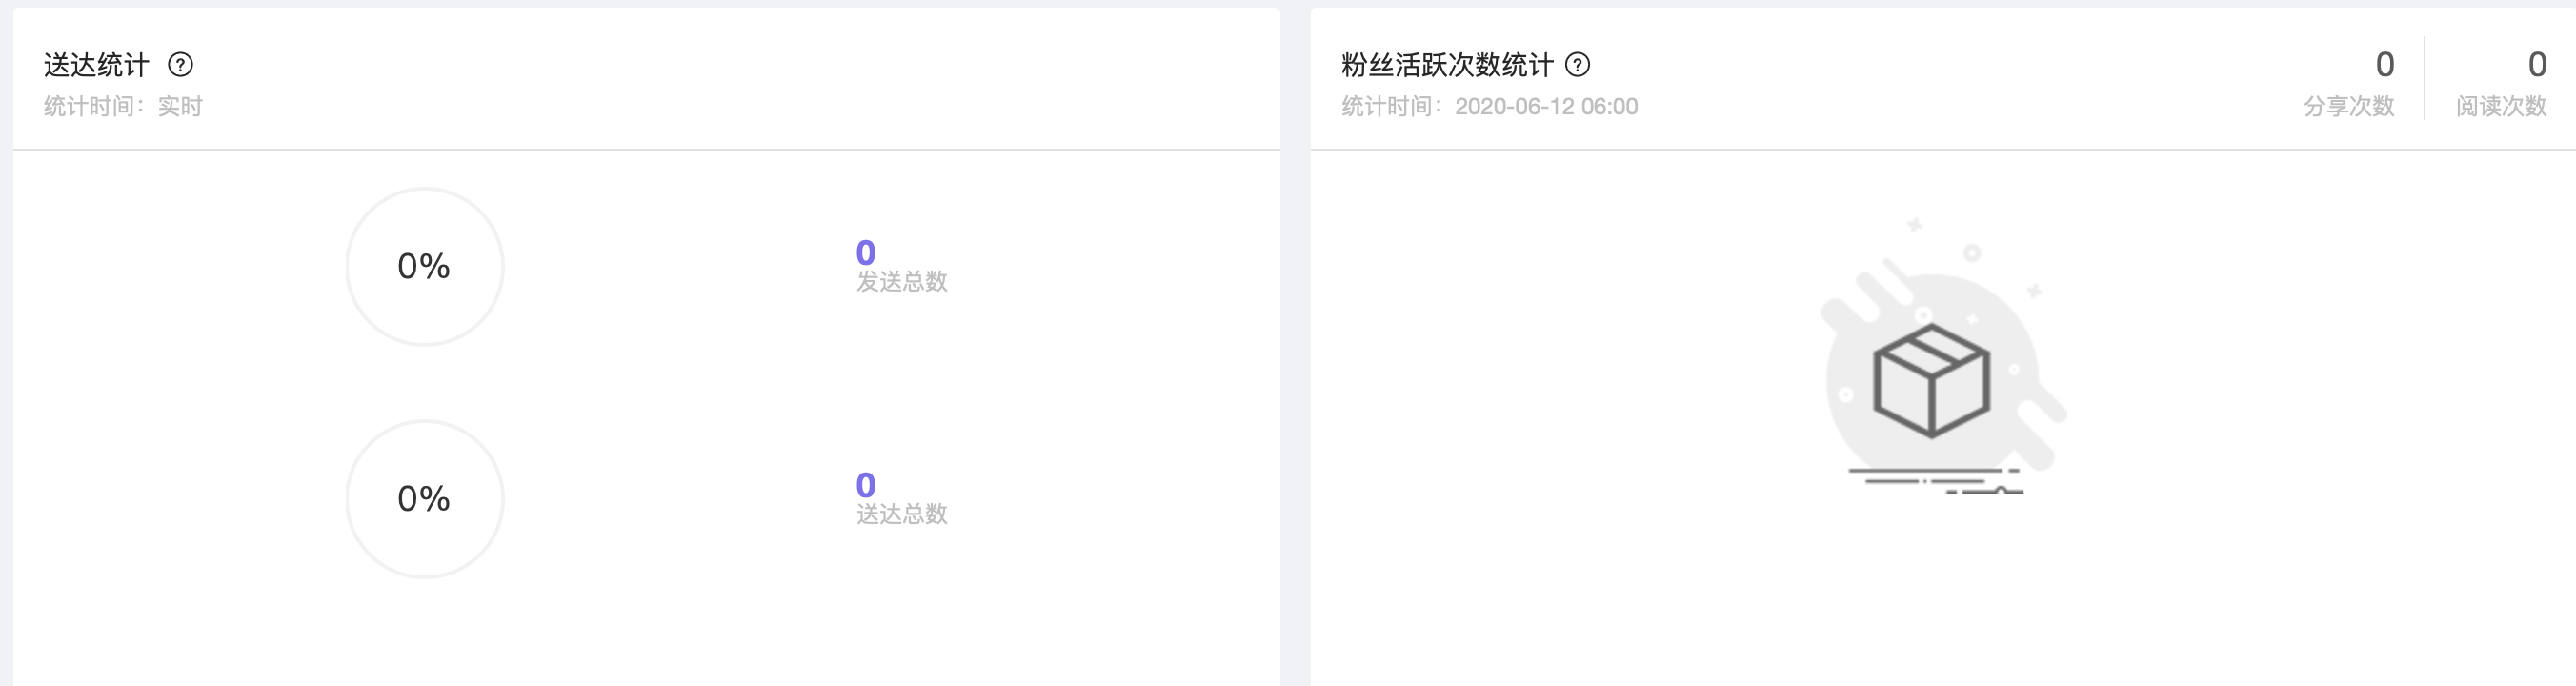 送达统计 ?
统计时间：实时
0%
0
发送总数
0%
0
送达总数
粉丝活跃次数统计 ?
统计时间：2020-06-12 06:00
0
分享次数
0
阅读次数